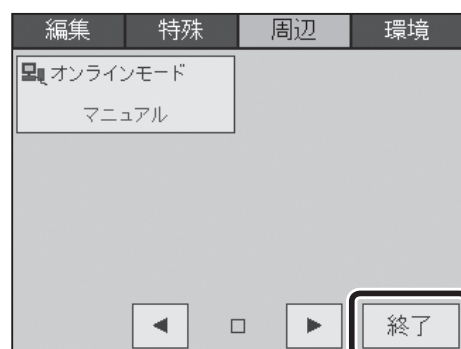 編集 特殊 周辺 環境
オンラインモード
マニュアル
◀ □ ▶ 終了